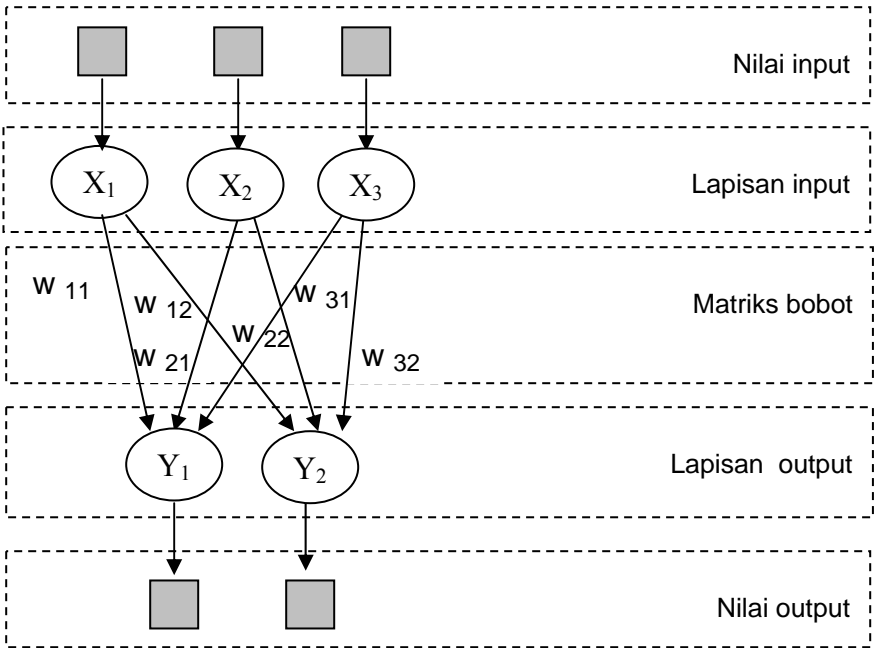 Nilai input
X₁ X₂ X₃
Lapisan input
w 11
w 12
w 31
w 22
w 21
w 32
Matriks bobot
Y₁ Y₂
Lapisan output
Nilai output